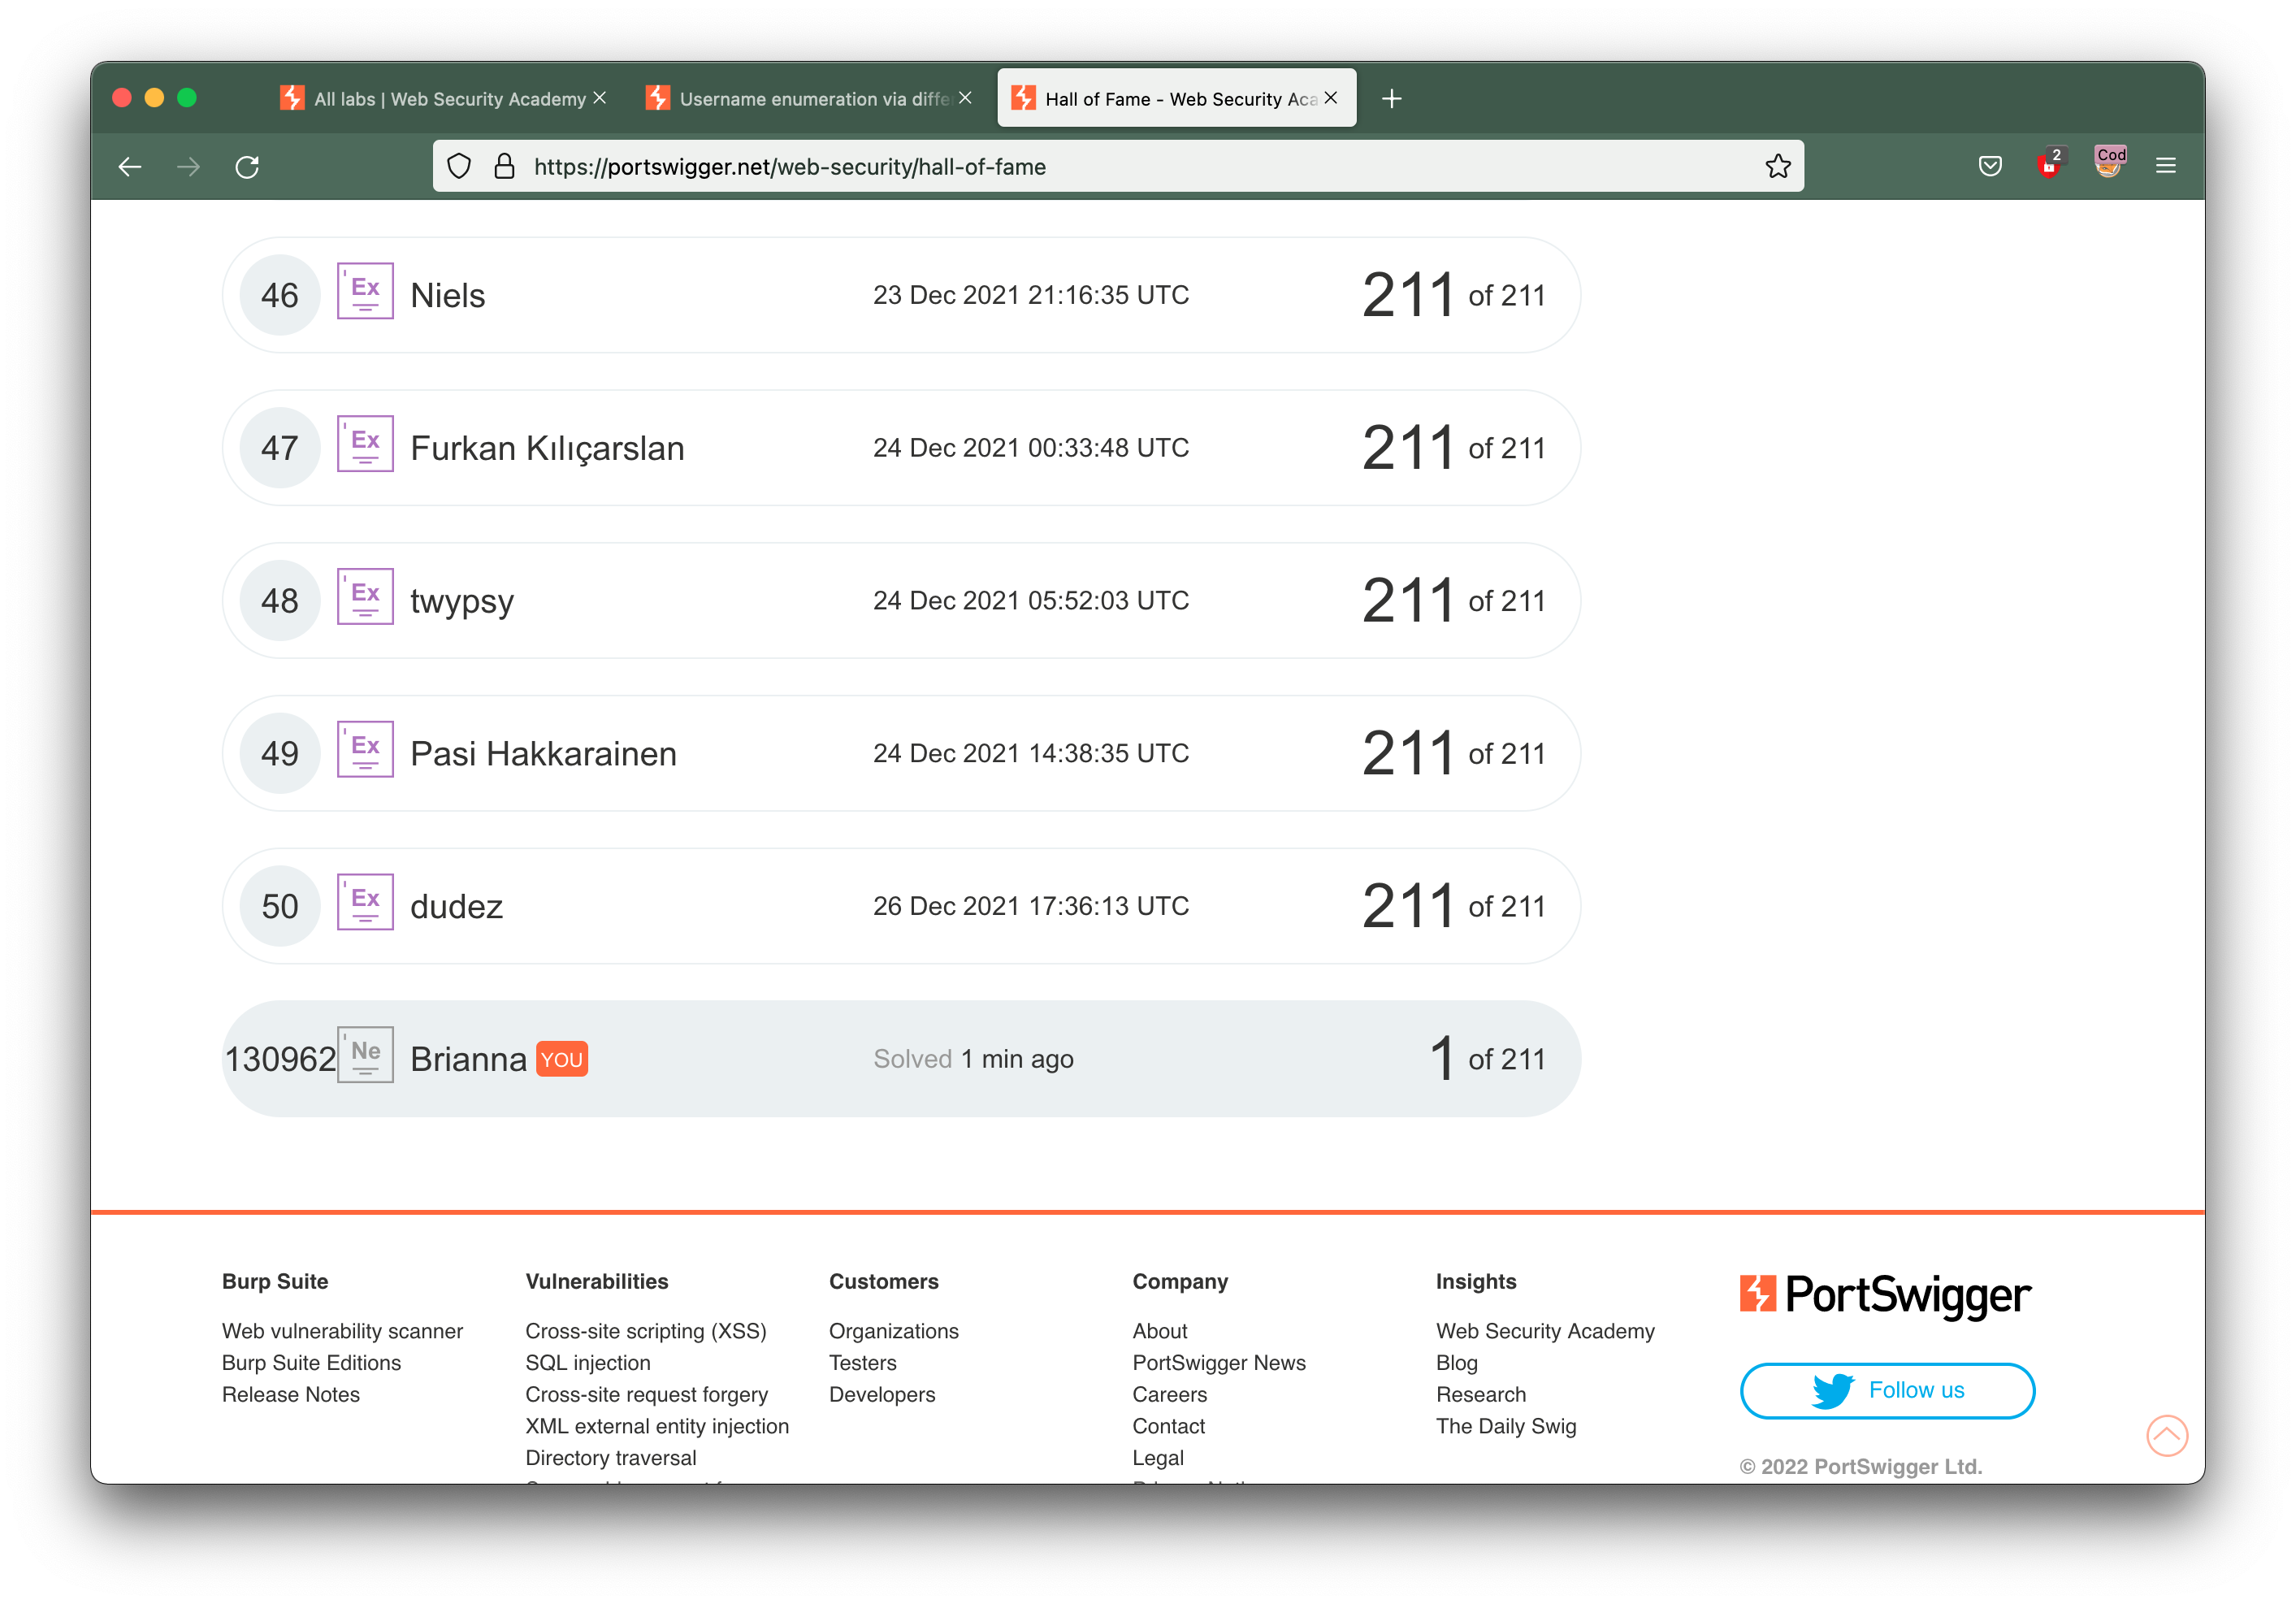 All labs | Web Security Academy
Username enumeration via diffe
Hall of Fame - Web Security Aca
https://portswigger.net/web-security/hall-of-fame
2
Cod
46 Ex Niels 23 Dec 2021 21:16:35 UTC 211 of 211
47 Ex Furkan Kılıçarslan 24 Dec 2021 00:33:48 UTC 211 of 211
48 Ex twypsy 24 Dec 2021 05:52:03 UTC 211 of 211
49 Ex Pasi Hakkarainen 24 Dec 2021 14:38:35 UTC 211 of 211
50 Ex dudez 26 Dec 2021 17:36:13 UTC 211 of 211
130962 Ne Brianna YOU Solved 1 min ago 1 of 211
Burp Suite
Web vulnerability scanner
Burp Suite Editions
Release Notes
Vulnerabilities
Cross-site scripting (XSS)
SQL injection
Cross-site request forgery
XML external entity injection
Directory traversal
Customers
Organizations
Testers
Developers
Company
About
PortSwigger News
Careers
Contact
Legal
Insights
Web Security Academy
Blog
Research
The Daily Swig
PortSwigger
Follow us
© 2022 PortSwigger Ltd.